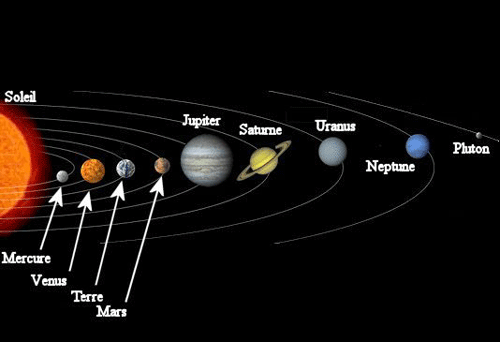 Soleil
Jupiter
Saturne
Uranus
Neptune
Pluton
Mercure
Venus
Terre
Mars